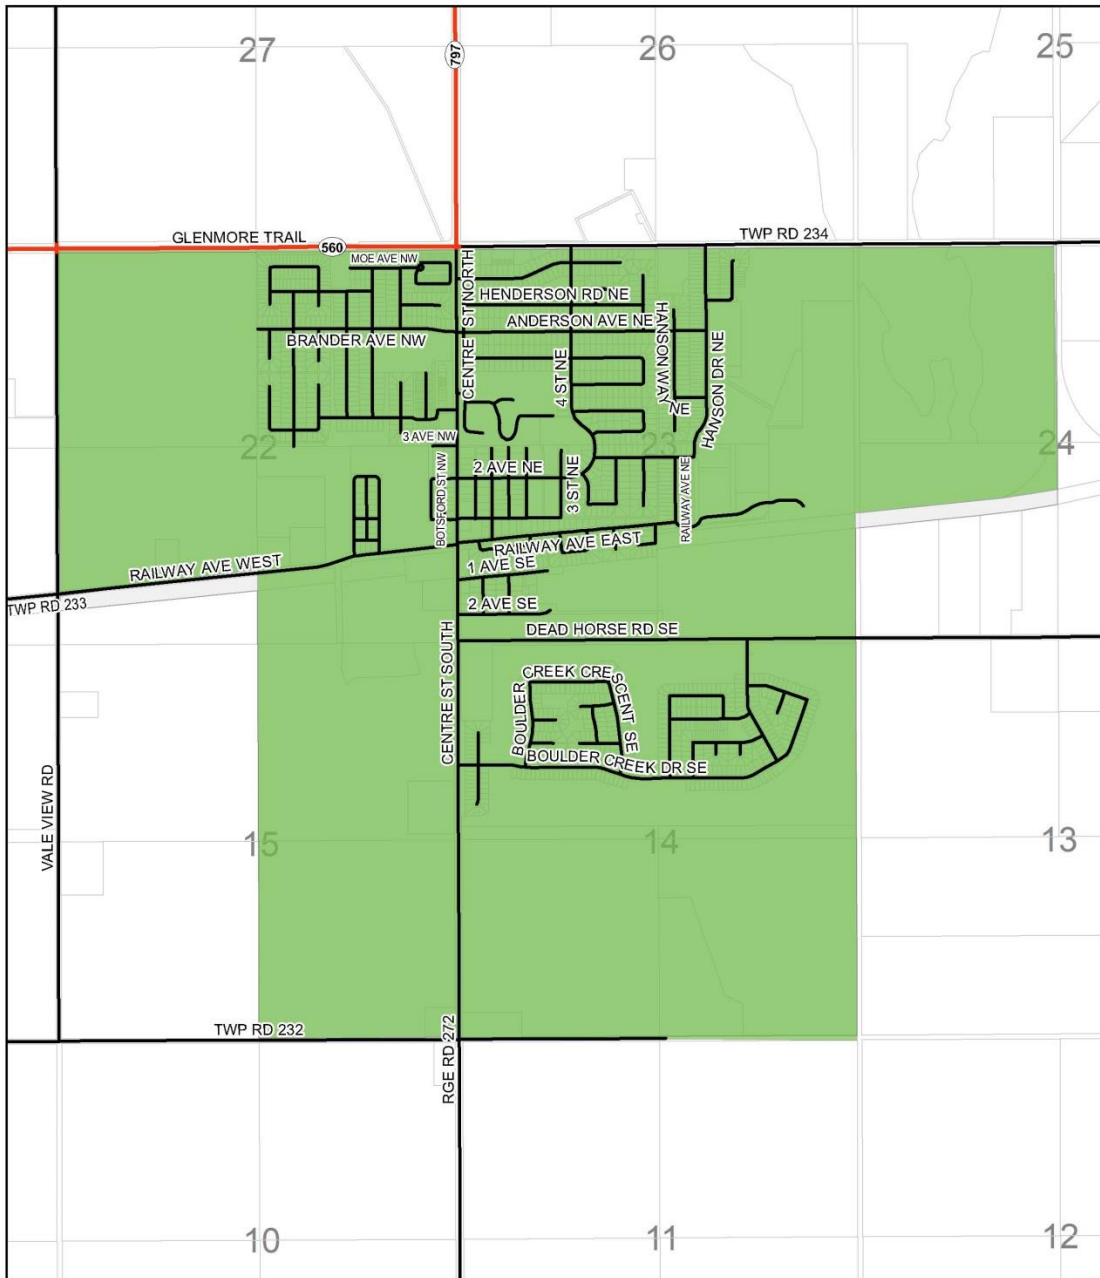 27
797
26
25
GLENMORE TRAIL
560
TWP RD 234
MOE AVE NW
CENTRE ST NORTH
HENDERSON RD NE
HANSON WAY NE
ANDERSON AVE NE
BRANDER AVE NW
4 ST NE
HANSON DR NE
3 AVE NW
22
23
24
BOTSFORD ST NW
2 AVE NE
3 ST NE
RAILWAY AVE NE
RAILWAY AVE EAST
RAILWAY AVE WEST
1 AVE SE
TWP RD 233
2 AVE SE
DEAD HORSE RD SE
CENTRE ST SOUTH
BOULDER CREEK CRESCENT SE
BOULDER CREEK DR SE
VALE VIEW RD
15
14
13
TWP RD 232
RGE RD 272
10
11
12